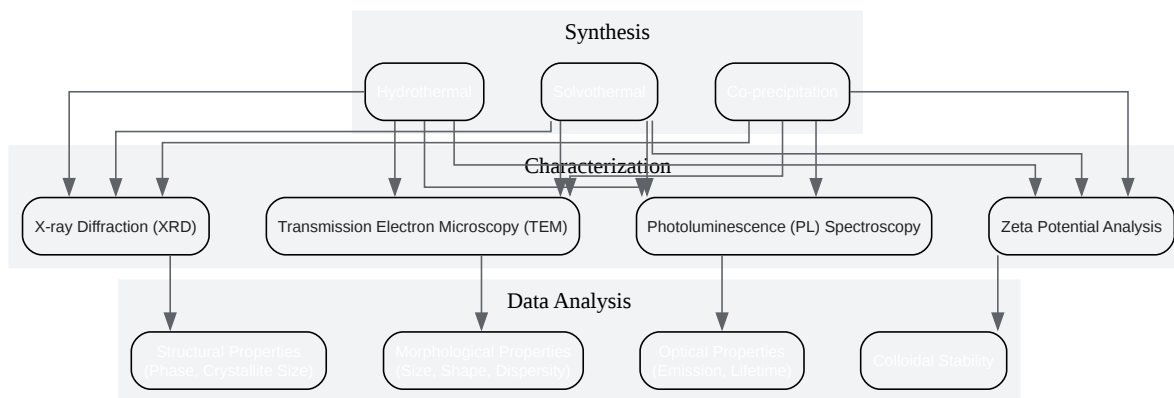 Synthesis
Hydrothermal
Solvothermal
Co-precipitation
Characterization
X-ray Diffraction (XRD)
Transmission Electron Microscopy (TEM)
Photoluminescence (PL) Spectroscopy
Zeta Potential Analysis
Data Analysis
Structural Properties
(Phase, Crystallite Size)
Morphological Properties
(Size, Shape, Dispersity)
Optical Properties
(Emission, Lifetime)
Colloidal Stability